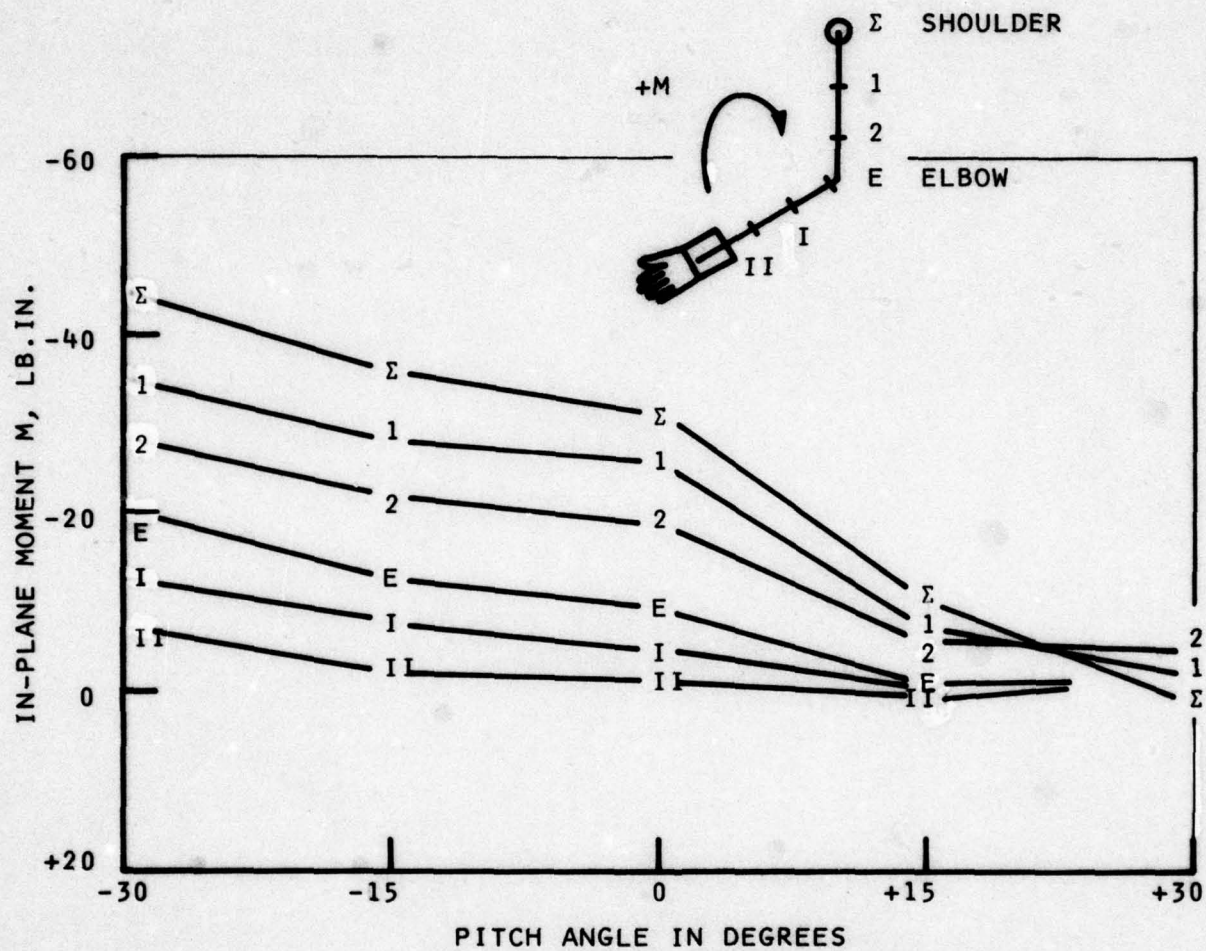 Σ SHOULDER
+M
1
2
E ELBOW
I
II
-60
-40
-20
0
+20
IN-PLANE MOMENT M, LB.IN.
Σ Σ Σ Σ Σ
1 1 1 1 1
2 2 2 2 2
E E E E
I I I
II II II II
-30 -15 0 +15 +30
PITCH ANGLE IN DEGREES